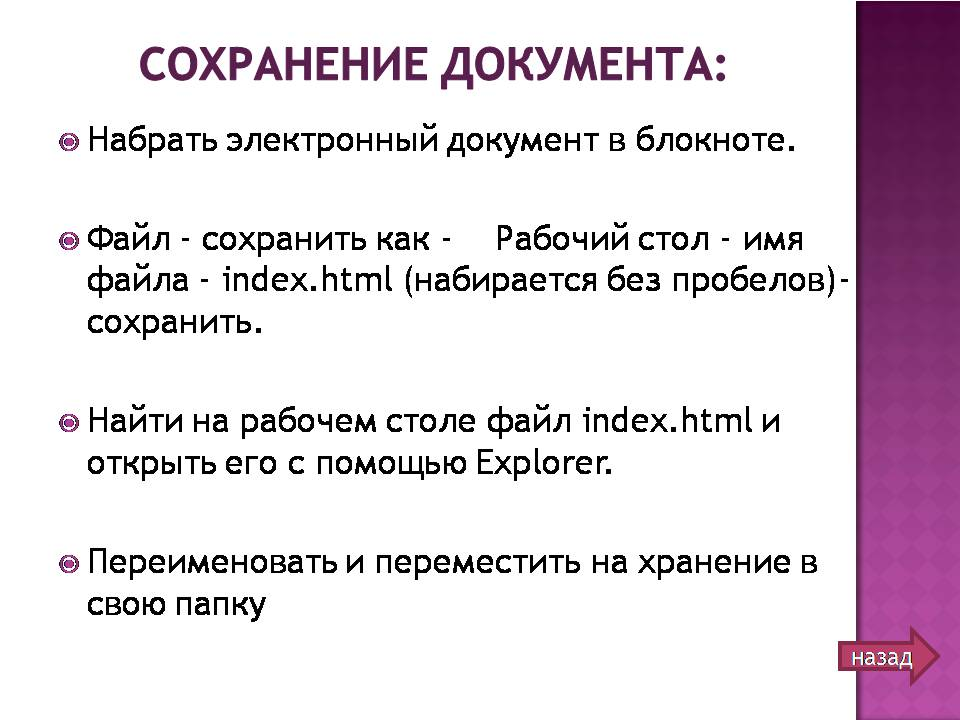 СОХРАНЕНИЕ ДОКУМЕНТА:
Набрать электронный документ в блокноте.
Файл - сохранить как - Рабочий стол - имя
файла - index.html (набирается без пробелов)-
сохранить.
Найти на рабочем столе файл index.html и
открыть его с помощью Explorer.
Переименовать и переместить на хранение в
свою папку
назад